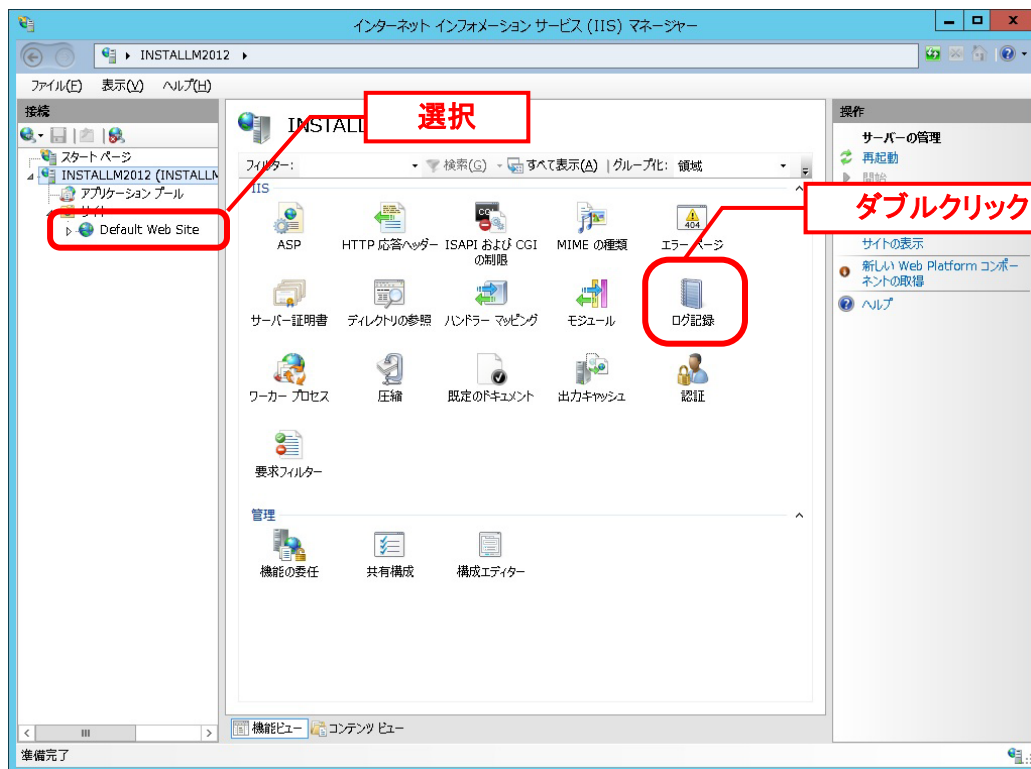 インターネット インフォメーション サービス (IIS) マネージャー
INSTALLM2012
ファイル(F) 表示(V) ヘルプ(H)
接続
スタート ページ
INSTALLM2012 (INSTALLM
アプリケーション プール
サイト
Default Web Site
選択
INSTALL
フィルター: 検索(G) すべて表示(A) グループ化: 領域
IIS
ASP
HTTP 応答ヘッダー
ISAPI および CGI
の制限
MIME の種類
エラー ページ
サーバー証明書
ディレクトリの参照
ハンドラー マッピング
モジュール
ログ記録
ワーカー プロセス
圧縮
既定のドキュメント
出力キャッシュ
認証
要求フィルター
管理
機能の委任
共有構成
構成エディター
機能ビュー
コンテンツ ビュー
操作
サーバーの管理
再起動
開始
ダブルクリック
サイトの表示
新しい Web Platform コンポー
ネントの取得
ヘルプ
準備完了